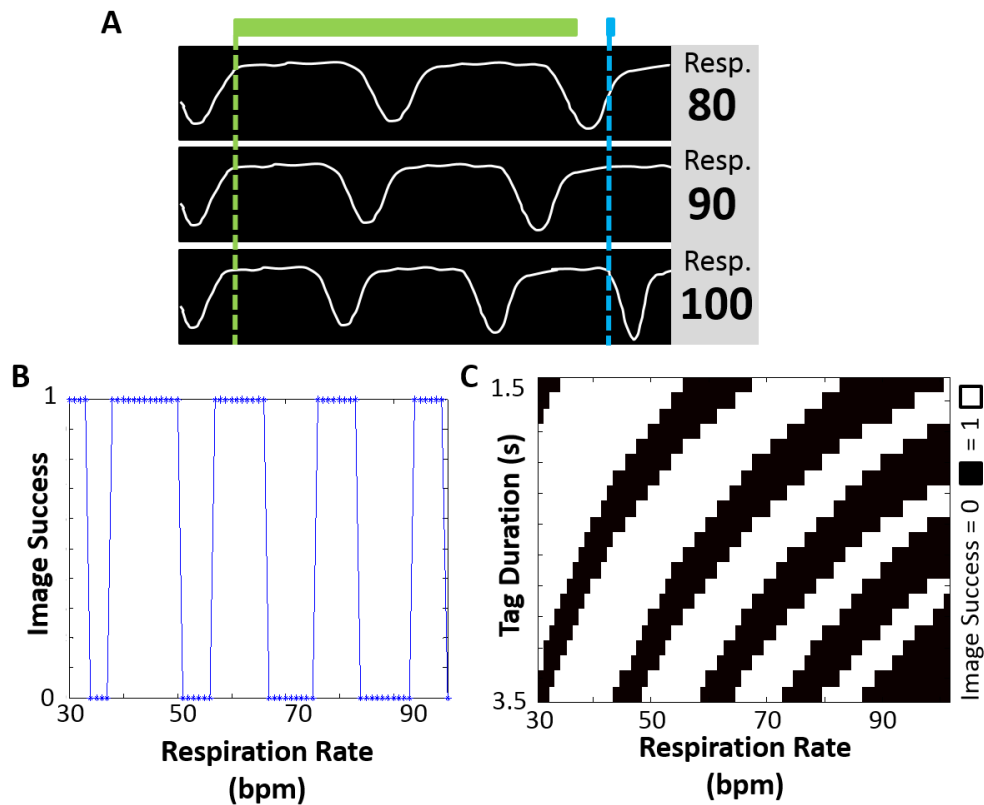 A
Resp.
80
Resp.
90
Resp.
100
B
1
0
Image Success
30 50 70 90
Respiration Rate
(bpm)
C
1.5
3.5
Tag Duration (s)
30 50 70 90
Respiration Rate
(bpm)
Image Success = 0 = 1